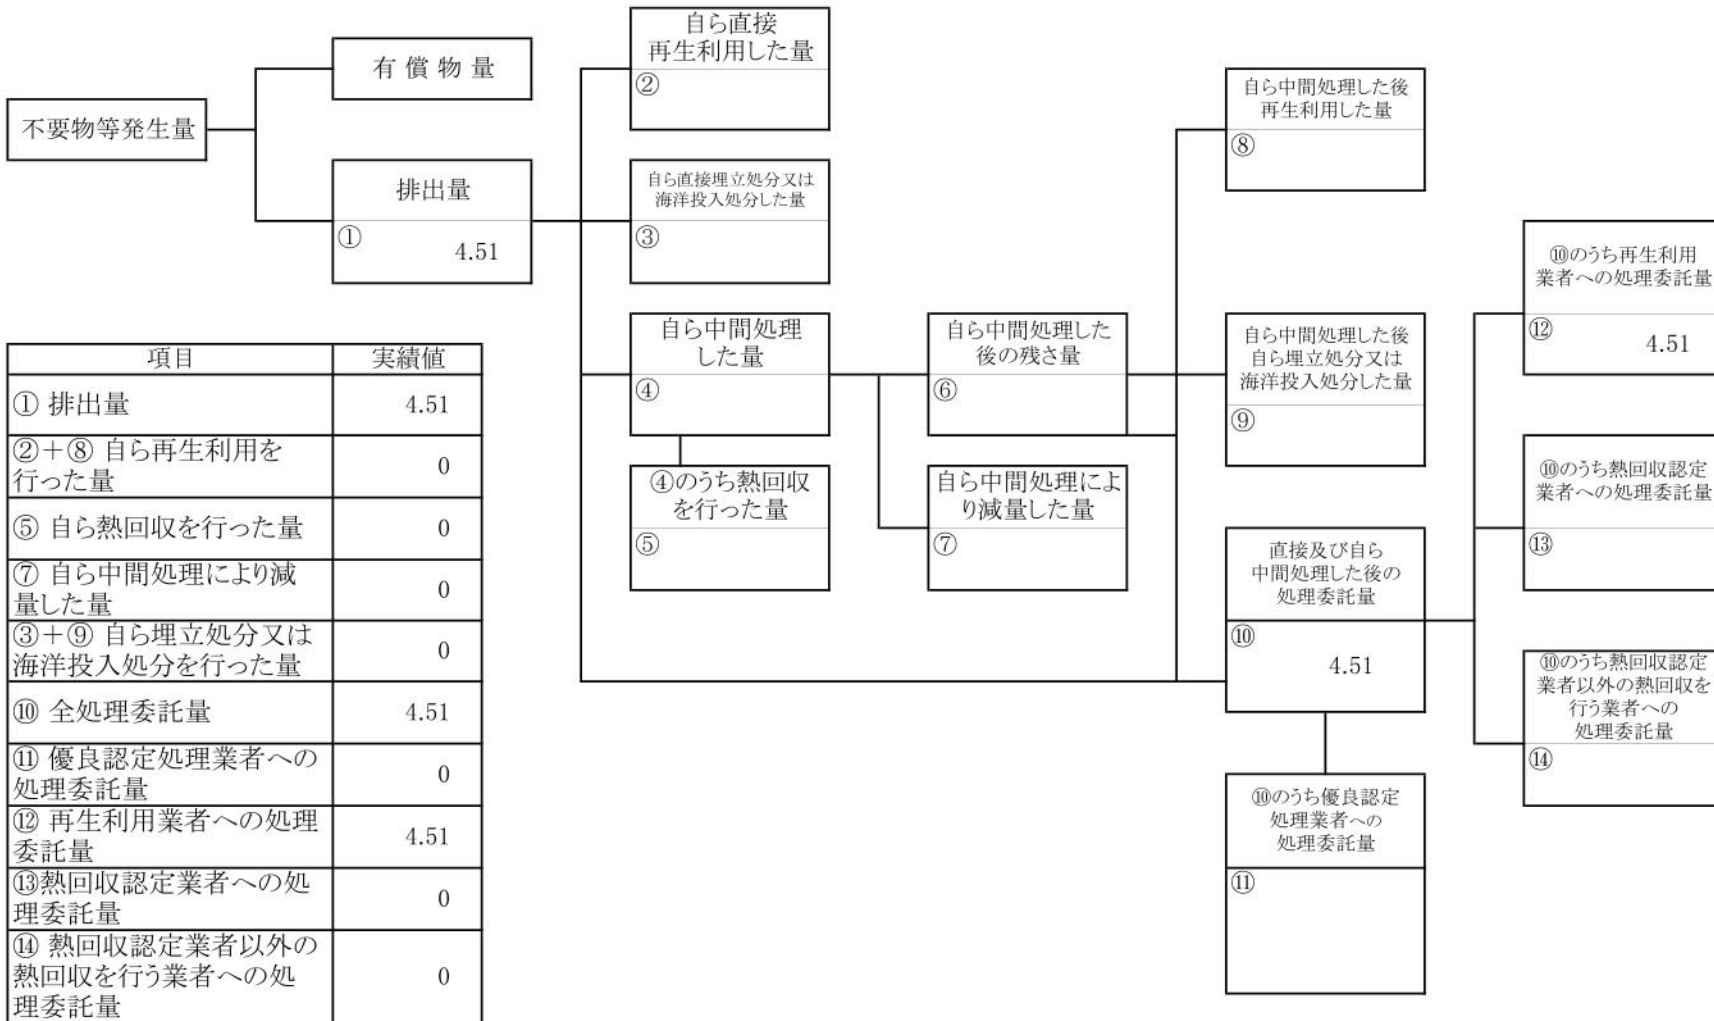 不要物等発生量
有償物量
排出量
①
4.51
自ら直接
再生利用した量
②
自ら直接埋立処分又は
海洋投入処分した量
③
自ら中間処理
した量
④
④のうち熱回収
を行った量
⑤
自ら中間処理した
後の残さ量
⑥
自ら中間処理によ
り減量した量
⑦
自ら中間処理した後
再生利用した量
⑧
自ら中間処理した後
自ら埋立処分又は
海洋投入処分した量
⑨
直接及び自ら
中間処理した後の
処理委託量
⑩
4.51
⑩のうち優良認定
処理業者への
処理委託量
⑪
⑩のうち再生利用
業者への処理委託量
⑫
4.51
⑩のうち熱回収認定
業者への処理委託量
⑬
⑩のうち熱回収認定
業者以外の熱回収を
行う業者への
処理委託量
⑭
項目 実績値
① 排出量 4.51
②+⑧ 自ら再生利用を
行った量 0
⑤ 自ら熱回収を行った量 0
⑦ 自ら中間処理により減
量した量 0
③+⑨ 自ら埋立処分又は
海洋投入処分を行った量 0
⑩ 全処理委託量 4.51
⑪ 優良認定処理業者への
処理委託量 0
⑫ 再生利用業者への処理
委託量 4.51
⑬熱回収認定業者への処
理委託量 0
⑭ 熱回収認定業者以外の
熱回収を行う業者への処
理委託量 0